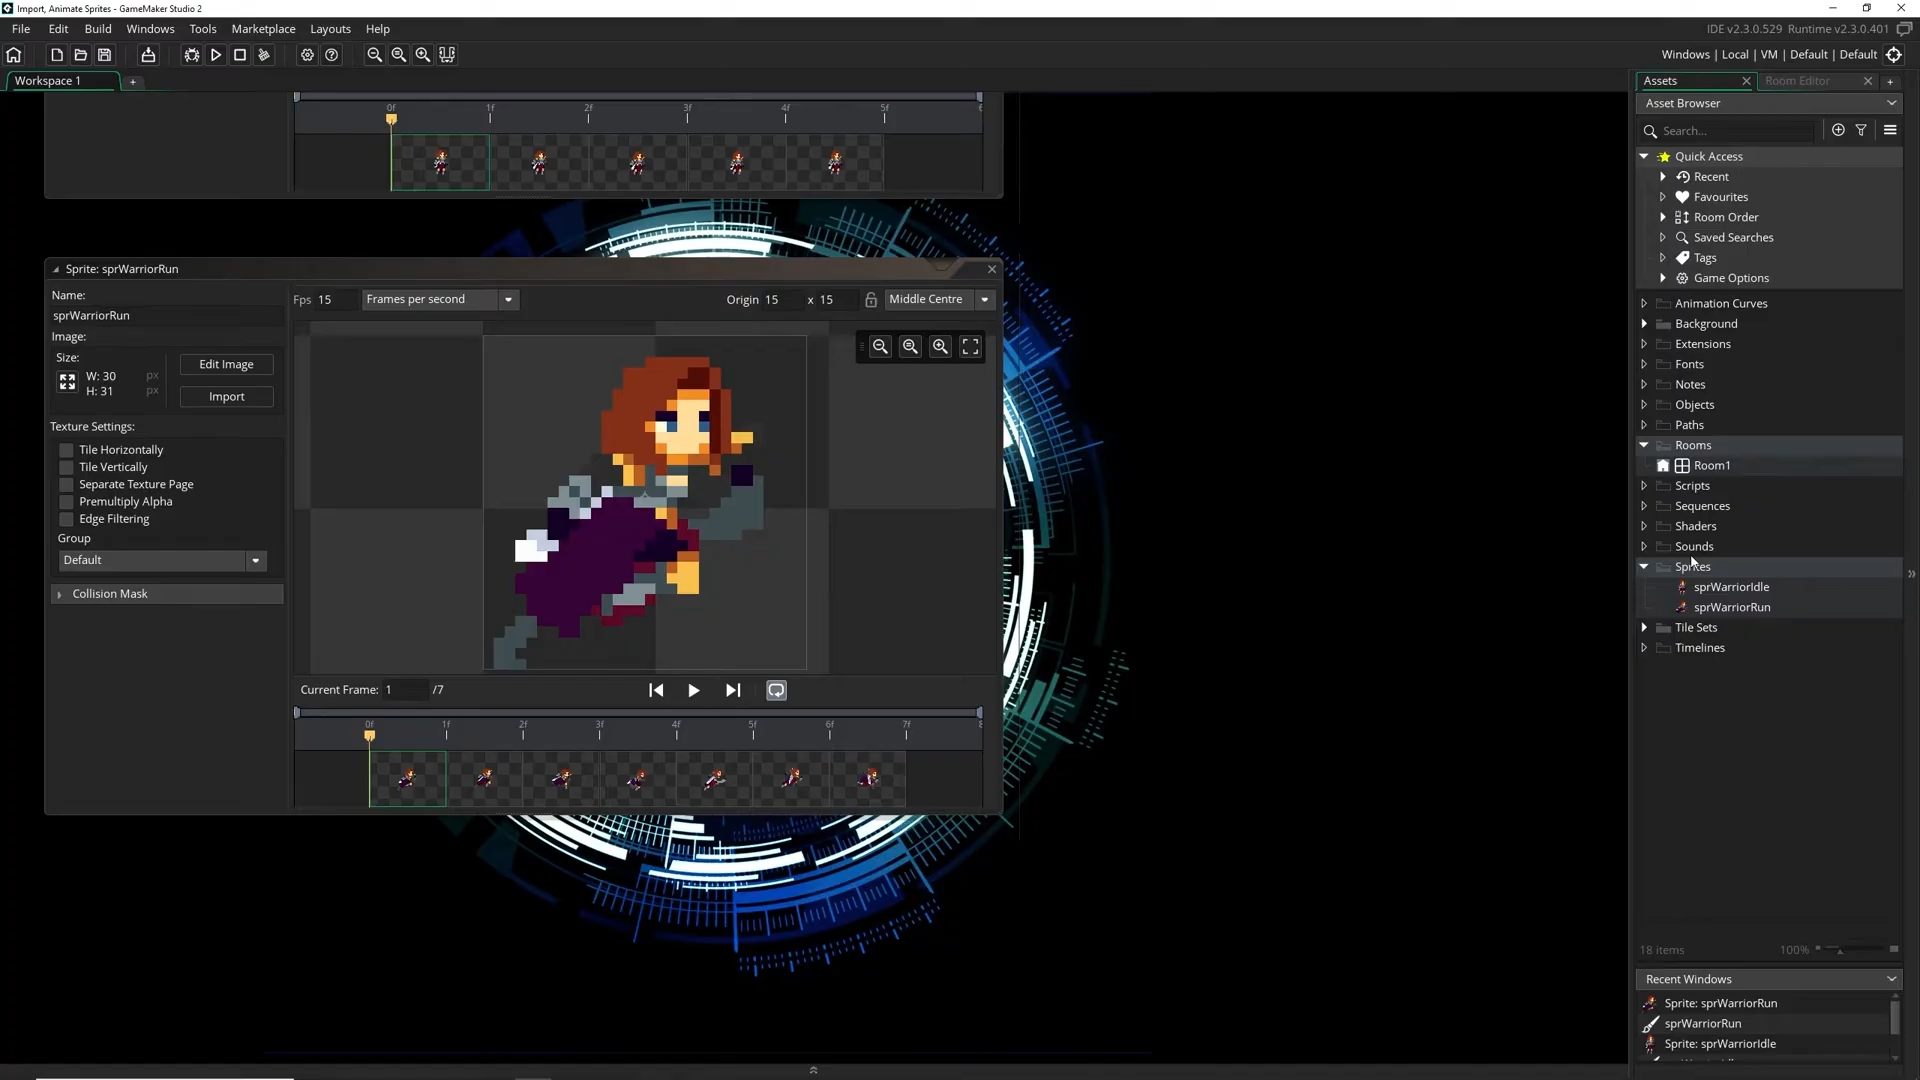 Import, Animate Sprites - GameMaker Studio 2
File Edit Build Windows Tools Marketplace Layouts Help
IDE v2.3.0.529 Runtime v2.3.0.401
Windows | Local | VM | Default | Default
Workspace 1 +
0f 1f 2f 3f 4f 5f
Sprite: sprWarriorRun
Name:
sprWarriorRun
Image:
Size:
W: 30 px
H: 31 px
Edit Image
Import
Texture Settings:
Tile Horizontally
Tile Vertically
Separate Texture Page
Premultiply Alpha
Edge Filtering
Group
Default
Collision Mask
Fps 15 Frames per second
Origin 15 x 15 Middle Centre
Current Frame: 1 /7
0f 1f 2f 3f 4f 5f 6f 7f
Assets Room Editor
Asset Browser
Search...
Quick Access
Recent
Favourites
Room Order
Saved Searches
Tags
Game Options
Animation Curves
Background
Extensions
Fonts
Notes
Objects
Paths
Rooms
Room1
Scripts
Sequences
Shaders
Sounds
Sprites
sprWarriorIdle
sprWarriorRun
Tile Sets
Timelines
18 items 100%
Recent Windows
Sprite: sprWarriorRun
sprWarriorRun
Sprite: sprWarriorIdle